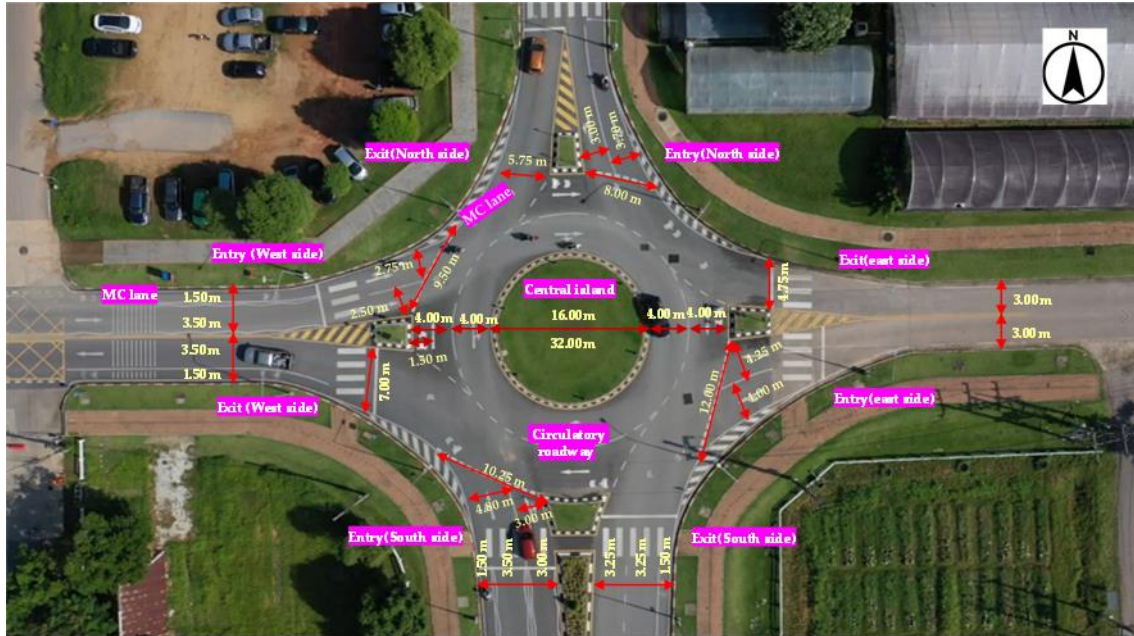 N
3.00 m
3.70 m
Exit(North side)
Entry(North side)
5.75 m
8.00 m
MC lane
Entry (West side)
Exit(east side)
2.75 m
9.50 m
4.75m
MC lane
1.50 m
Central island
2.50 m
3.00 m
3.50 m
4.00 m
4.00 m
16.00m
4.00 m
4.00 m
3.50 m
32.00m
3.00 m
1.50 m
4.25 m
1.50 m
7.00 m
12.00 m
4.00 m
Exit (West side)
Entry(east side)
Circulatory
roadway
10.25 m
4.80 m
3.00 m
Entry(South side)
Exit(South side)
1.50 m
3.50 m
3.00 m
3.25 m
3.25 m
1.50 m